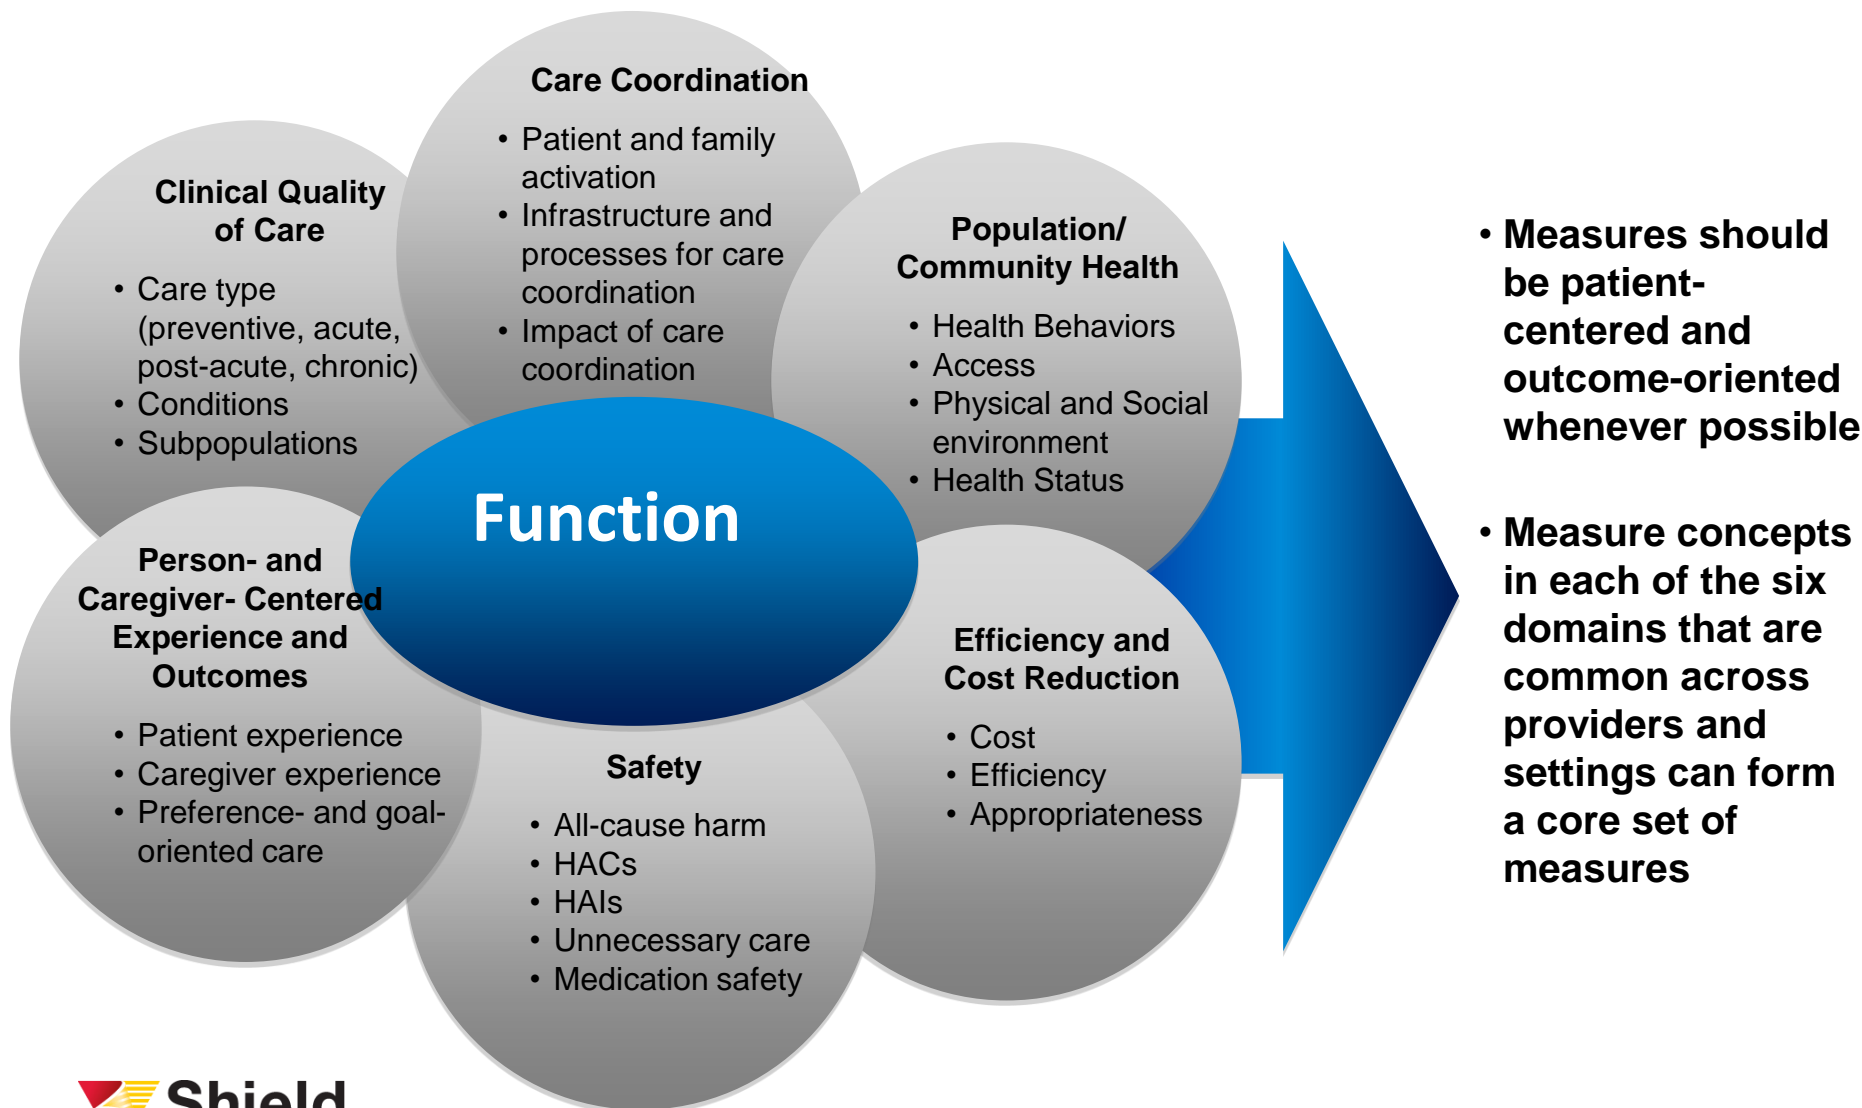 Care Coordination
• Patient and family
activation
• Infrastructure and
processes for care
coordination
• Impact of care
coordination
Clinical Quality
of Care
• Care type
(preventive, acute,
post-acute, chronic)
• Conditions
• Subpopulations
Population/
Community Health
• Health Behaviors
• Access
• Physical and Social
environment
• Health Status
Function
Person- and
Caregiver- Centered
Experience and
Outcomes
• Patient experience
• Caregiver experience
• Preference- and goal-
oriented care
Safety
• All-cause harm
• HACs
• HAIs
• Unnecessary care
• Medication safety
Efficiency and
Cost Reduction
• Cost
• Efficiency
• Appropriateness
• Measures should
be patient-
centered and
outcome-oriented
whenever possible
• Measure concepts
in each of the six
domains that are
common across
providers and
settings can form
a core set of
measures
Shield